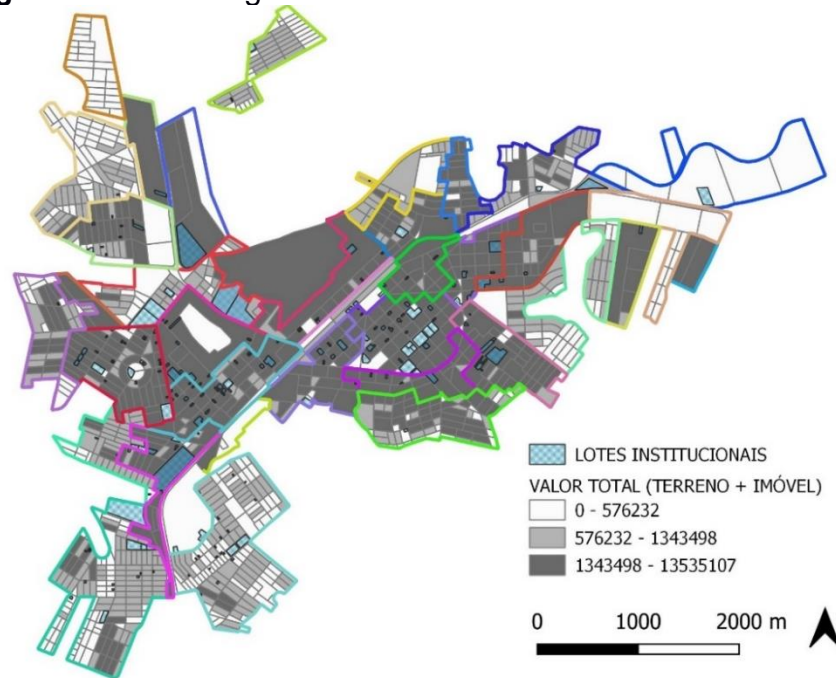 LOTES INSTITUCIONAIS
VALOR TOTAL (TERRENO + IMÓVEL)
0 - 576232
576232 - 1343498
1343498 - 13535107
0 1000 2000 m